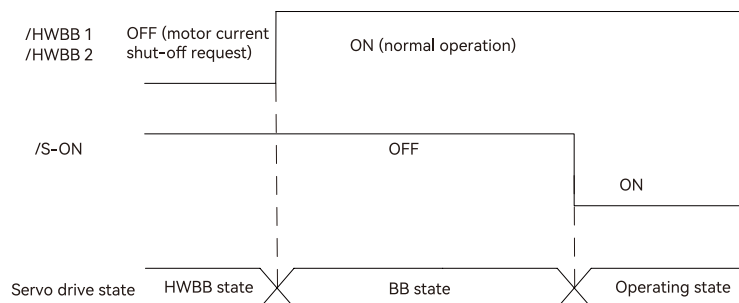 /HWBB 1 OFF (motor current
/HWBB 2 shut-off request) ON (normal operation)
/S-ON OFF
ON
Servo drive state HWBB state BB state Operating state